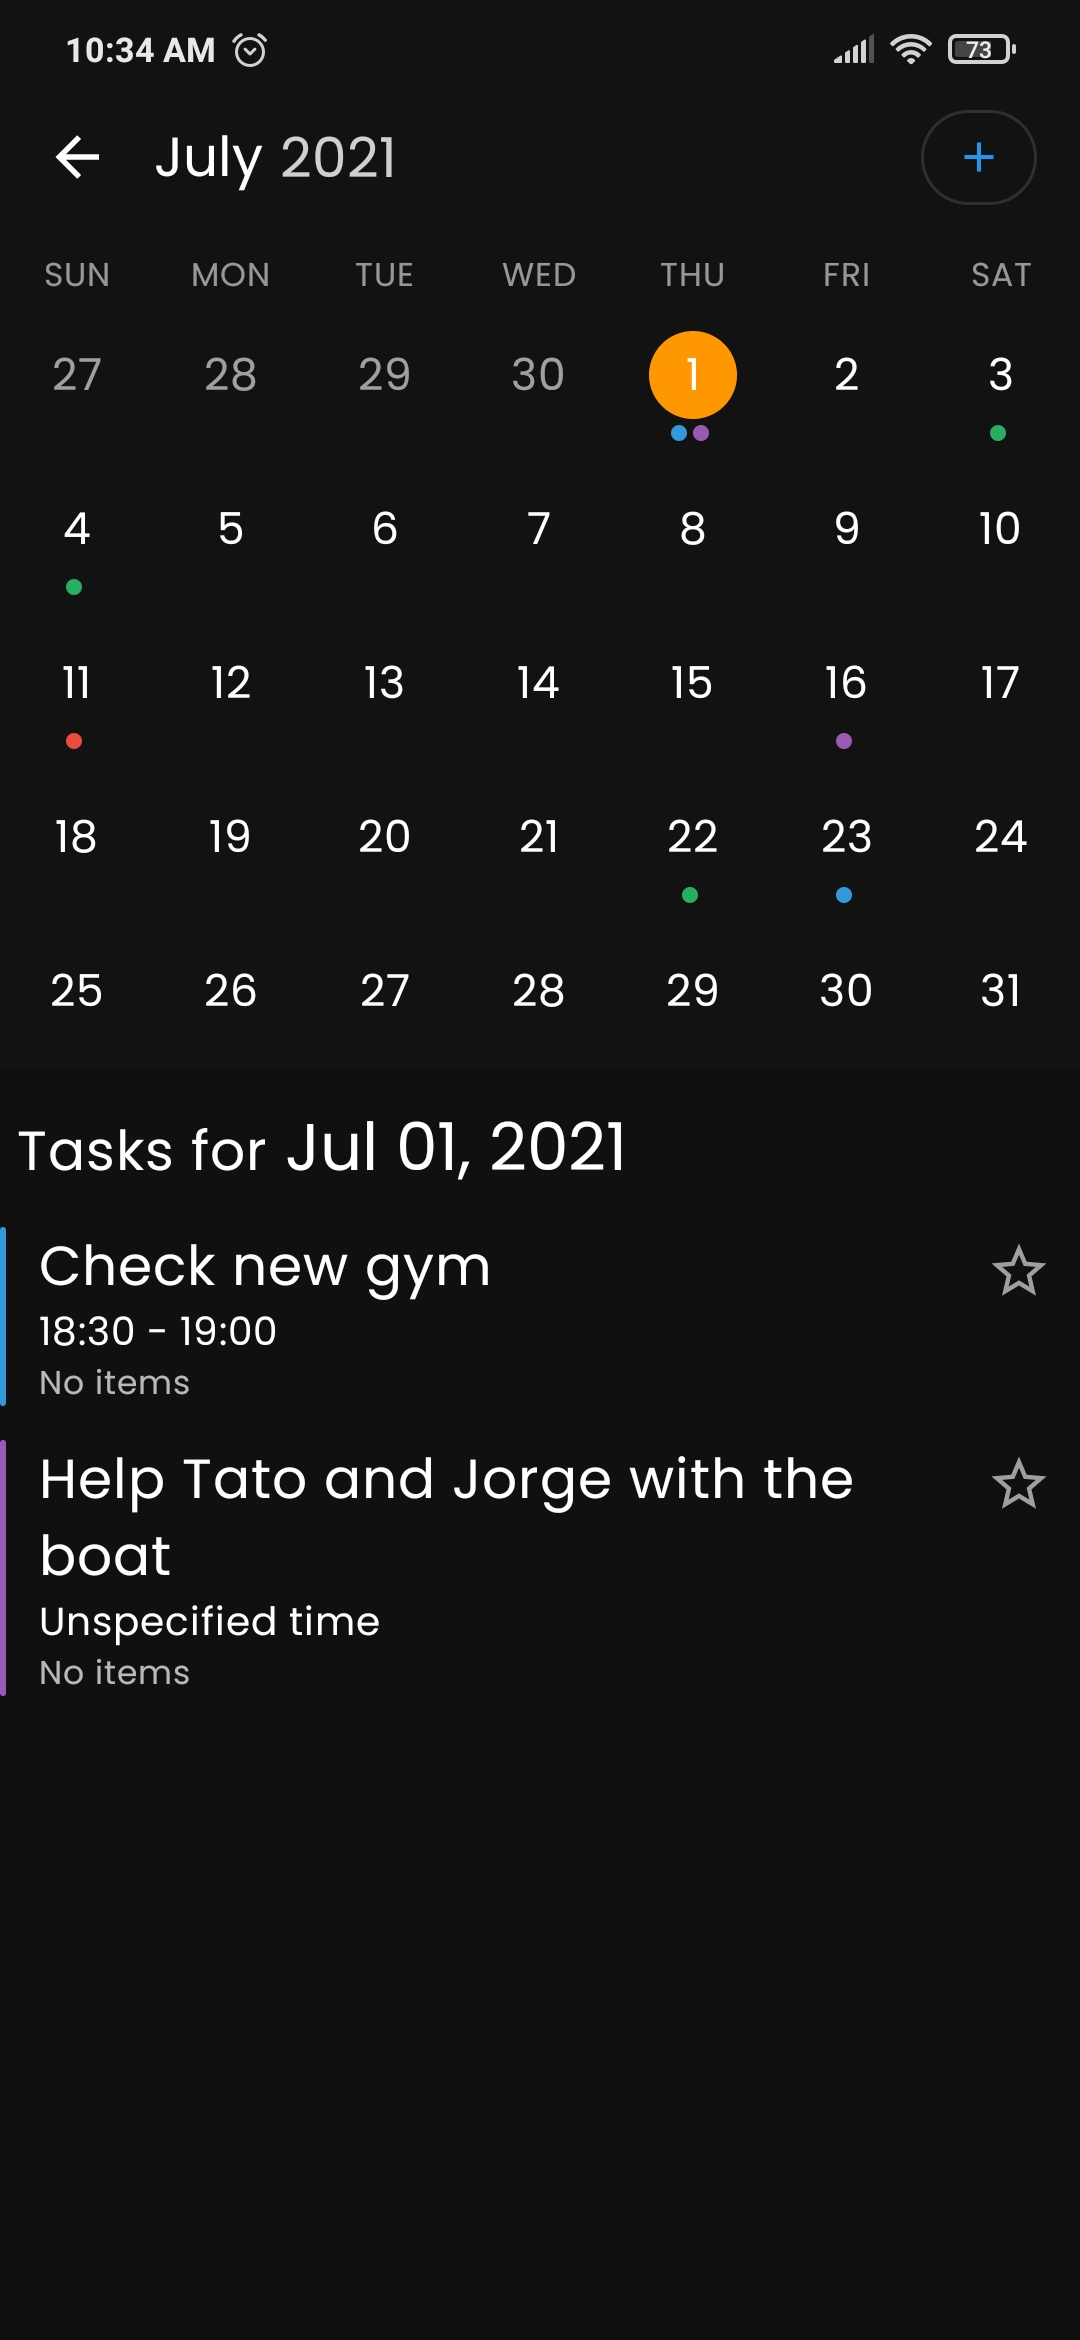 10:34 AM 73
July 2021
SUN MON TUE WED THU FRI SAT
27 28 29 30 1 2 3
4 5 6 7 8 9 10
11 12 13 14 15 16 17
18 19 20 21 22 23 24
25 26 27 28 29 30 31
Tasks for Jul 01, 2021
Check new gym
18:30 - 19:00
No items
Help Tato and Jorge with the
boat
Unspecified time
No items